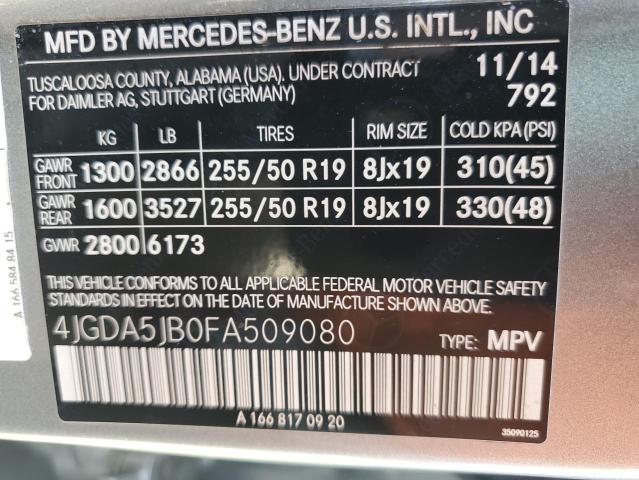 MFD BY MERCEDES-BENZ U.S. INTL., INC
TUSCALOOSA COUNTY, ALABAMA (USA). UNDER CONTRACT 11/14
FOR DAIMLER AG, STUTTGART (GERMANY) 792
KG LB TIRES RIM SIZE COLD KPA(PSI)
GAWR FRONT 1300 2866 255/50 R19 8Jx19 310(45)
GAWR REAR 1600 3527 255/50 R19 8Jx19 330(48)
GVWR 2800 6173
THIS VEHICLE CONFORMS TO ALL APPLICABLE FEDERAL MOTOR VEHICLE SAFETY
STANDARDS IN EFFECT ON THE DATE OF MANUFACTURE SHOWN ABOVE.
4JGDA5JB0FA509080 TYPE: MPV
A 166 817 09 20
35090125
A 166 584 84 15